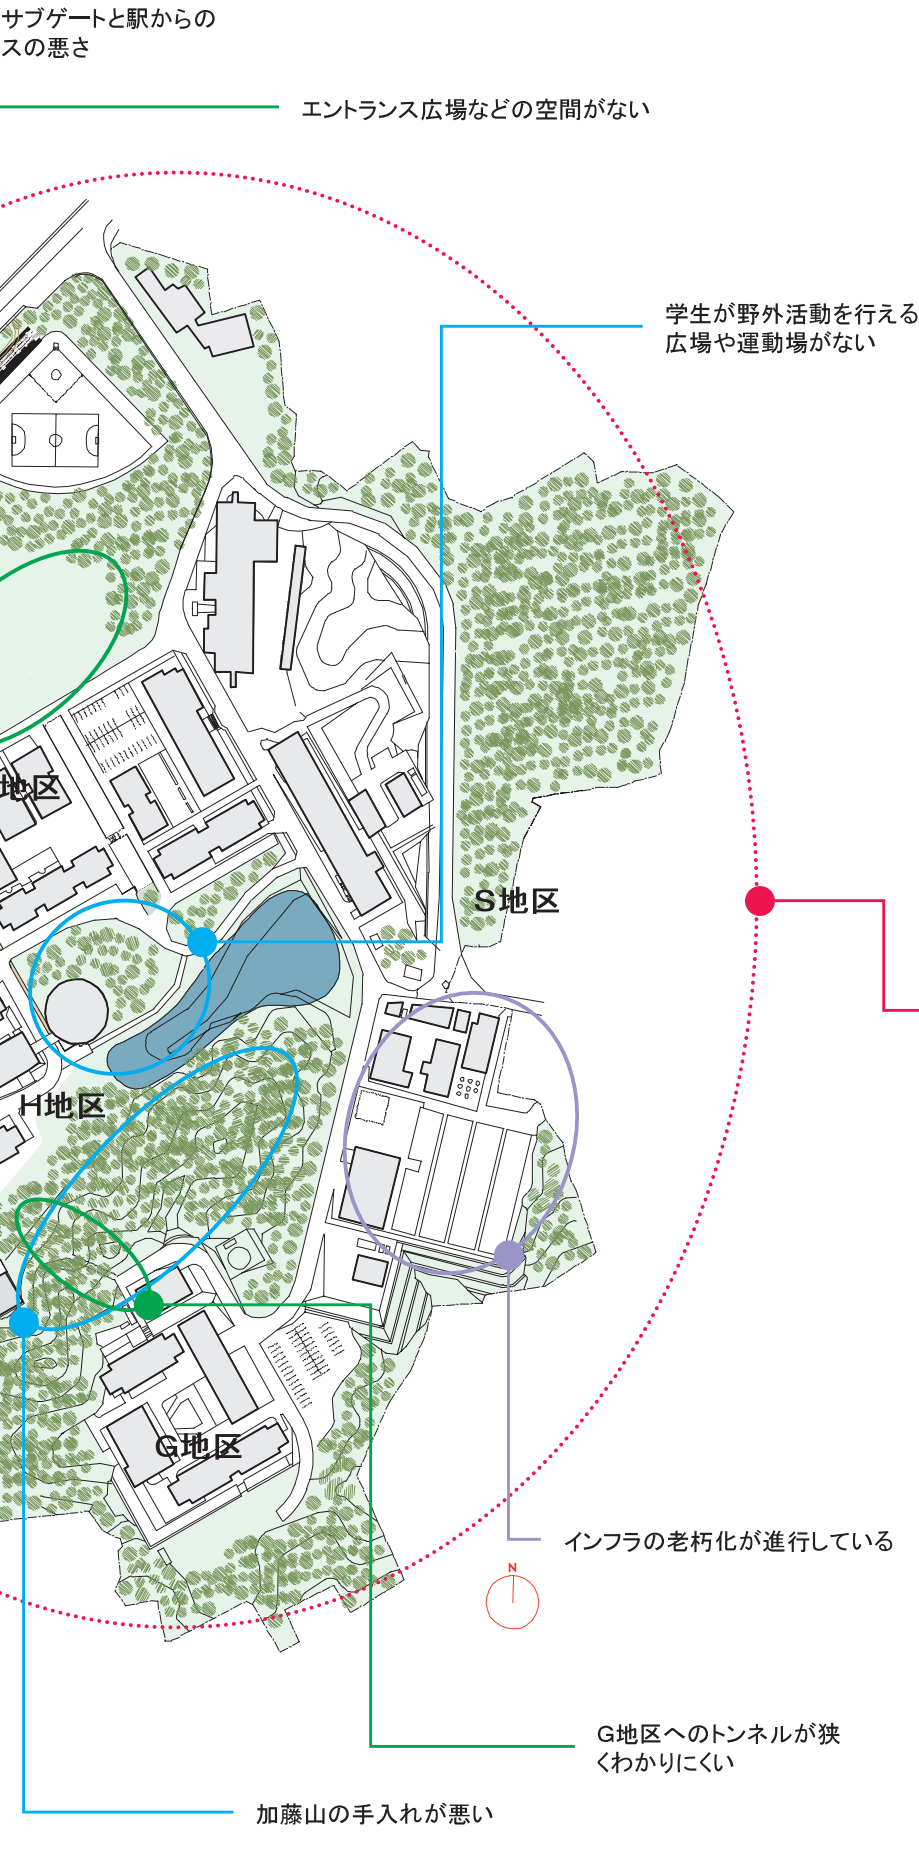 サブゲートと駅からの
スの悪さ
エントランス広場などの空間がない
学生が野外活動を行える
広場や運動場がない
地区
S地区
H地区
G地区
インフラの老朽化が進行している
N
G地区へのトンネルが狭
くわかりにくい
加藤山の手入れが悪い